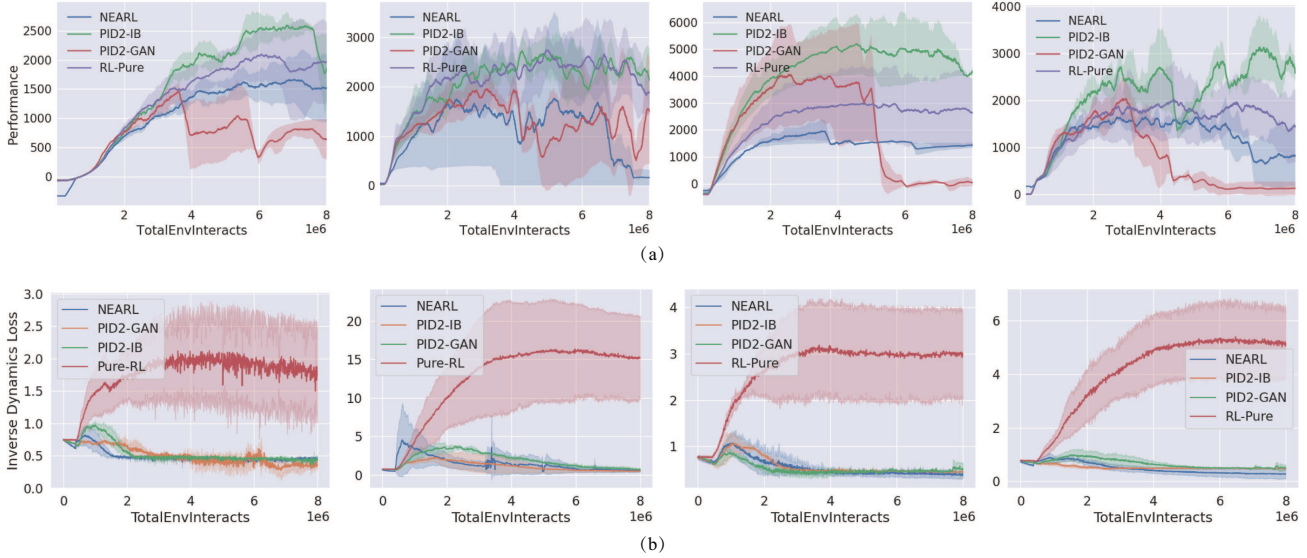 NEARL
PID2-IB
PID2-GAN
RL-Pure
2500
2000
1500
1000
500
0
Performance
2 4 6 8
TotalEnvInteracts 1e6
NEARL
PID2-IB
PID2-GAN
RL-Pure
3000
2000
1000
0
2 4 6 8
TotalEnvInteracts 1e6
NEARL
PID2-IB
PID2-GAN
RL-Pure
6000
5000
4000
3000
2000
1000
0
2 4 6 8
TotalEnvInteracts 1e6
NEARL
PID2-IB
PID2-GAN
RL-Pure
4000
3000
2000
1000
0
2 4 6 8
TotalEnvInteracts 1e6
(a)
NEARL
PID2-GAN
PID2-IB
Pure-RL
3.0
2.5
2.0
1.5
1.0
0.5
0.0
Inverse Dynamics Loss
0 2 4 6 8
TotalEnvInteracts 1e6
NEARL
PID2-IB
PID2-GAN
Pure-RL
20
15
10
5
0
0 2 4 6 8
TotalEnvInteracts 1e6
NEARL
PID2-IB
PID2-GAN
RL-Pure
4
3
2
1
0 2 4 6 8
TotalEnvInteracts 1e6
NEARL
PID2-IB
PID2-GAN
RL-Pure
6
4
2
0
0 2 4 6 8
TotalEnvInteracts 1e6
(b)